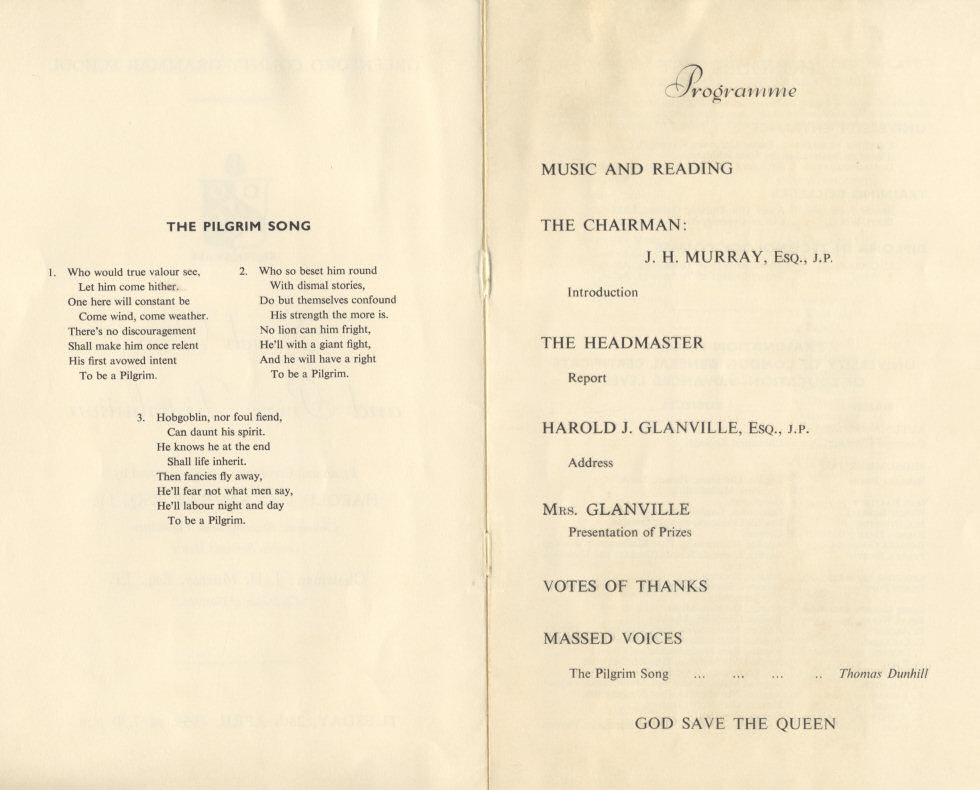 THE PILGRIM SONG
1. Who would true valour see,
Let him come hither.
One here will constant be
Come wind, come weather.
There's no discouragement
Shall make him once relent
His first avowed intent
To be a Pilgrim.
2. Who so beset him round
With dismal stories,
Do but themselves confound
His strength the more is.
No lion can him fright,
He'll with a giant fight,
And he will have a right
To be a Pilgrim.
3. Hobgoblin, nor foul fiend,
Can daunt his spirit.
He knows he at the end
Shall life inherit.
Then fancies fly away,
He'll fear not what men say,
He'll labour night and day
To be a Pilgrim.
Programme
MUSIC AND READING
THE CHAIRMAN:
J. H. MURRAY, ESQ., J.P.
Introduction
THE HEADMASTER
Report
HAROLD J. GLANVILLE, ESQ., J.P.
Address
MRS. GLANVILLE
Presentation of Prizes
VOTES OF THANKS
MASSED VOICES
The Pilgrim Song ... ... ... .. Thomas Dunhill
GOD SAVE THE QUEEN